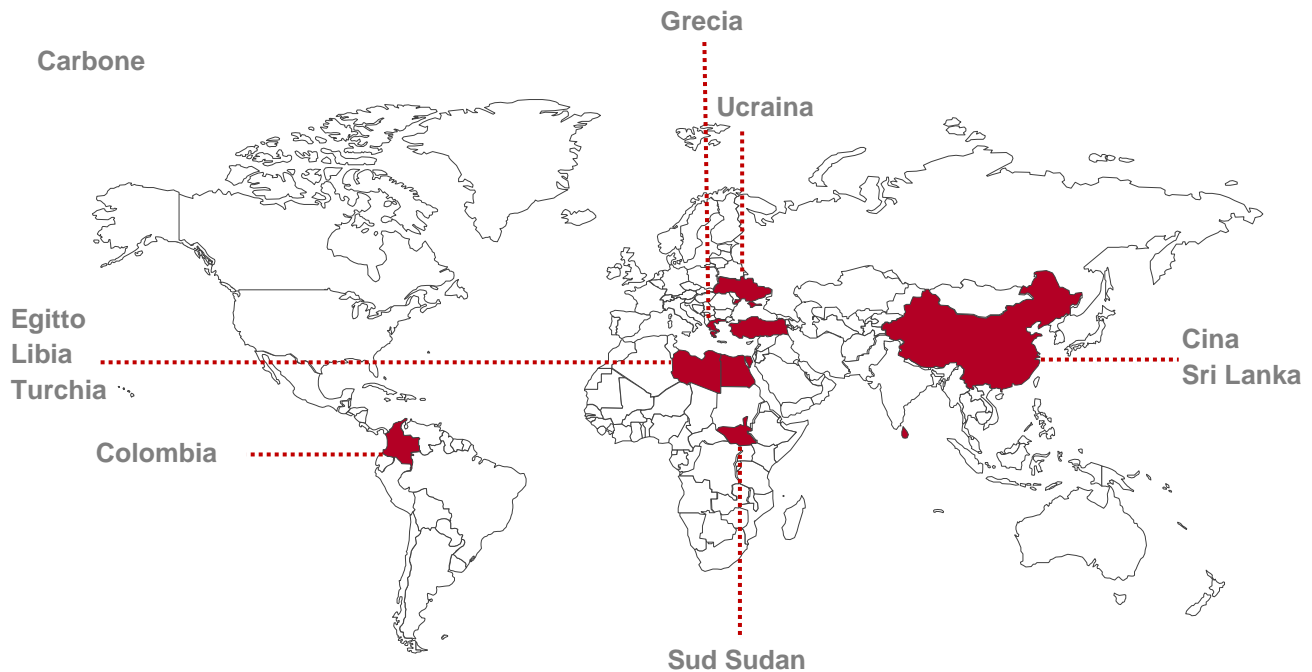 Grecia
Carbone
Ucraina
Egitto
Libia
Turchia
Cina
Sri Lanka
Colombia
Sud Sudan